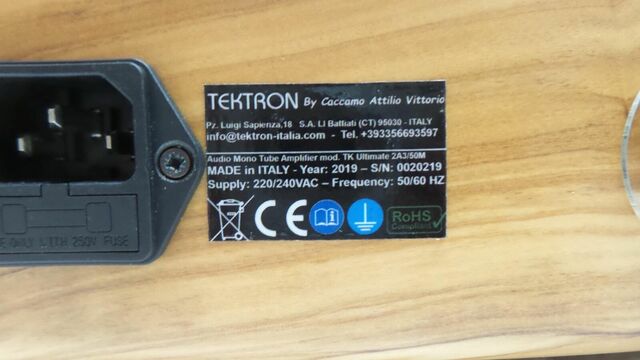 TEKTRON By Caccamo Attilio Vittorio
Pz. Luigi Sapienza,18 S.A. LI Battiati (CT) 95030 - ITALY
info@tektron-italia.com - Tel. +393356693597
Audio Mono Tube Amplifier mod. TK Ultimate 2A3/50M
MADE in ITALY - Year: 2019 – S/N: 0020219
Supply: 220/240VAC – Frequency: 50/60 HZ
CE
RoHS
Compliant
ONLY WITH 250V FUSE